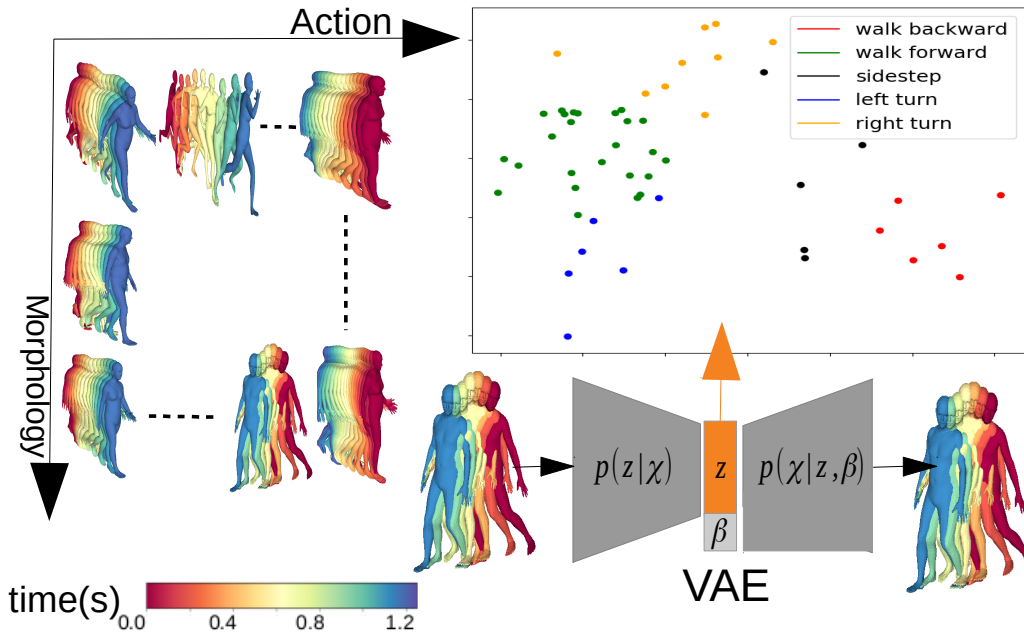 Action
Morphology
walk backward
walk forward
sidestep
left turn
right turn
p(z|χ)
z
β
p(χ|z,β)
VAE
time(s)
0.0 0.4 0.8 1.2